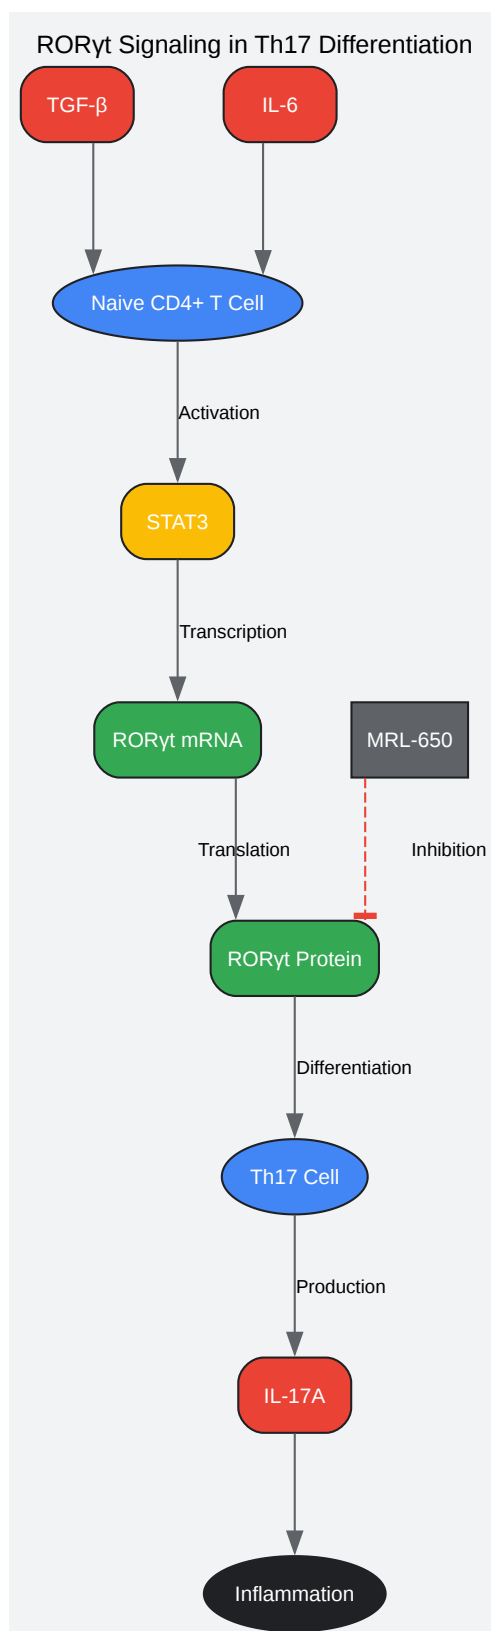 RORγt Signaling in Th17 Differentiation
TGF-β
IL-6
Naive CD4+ T Cell
Activation
STAT3
Transcription
RORγt mRNA
MRL-650
Translation
Inhibition
RORγt Protein
Differentiation
Th17 Cell
Production
IL-17A
Inflammation